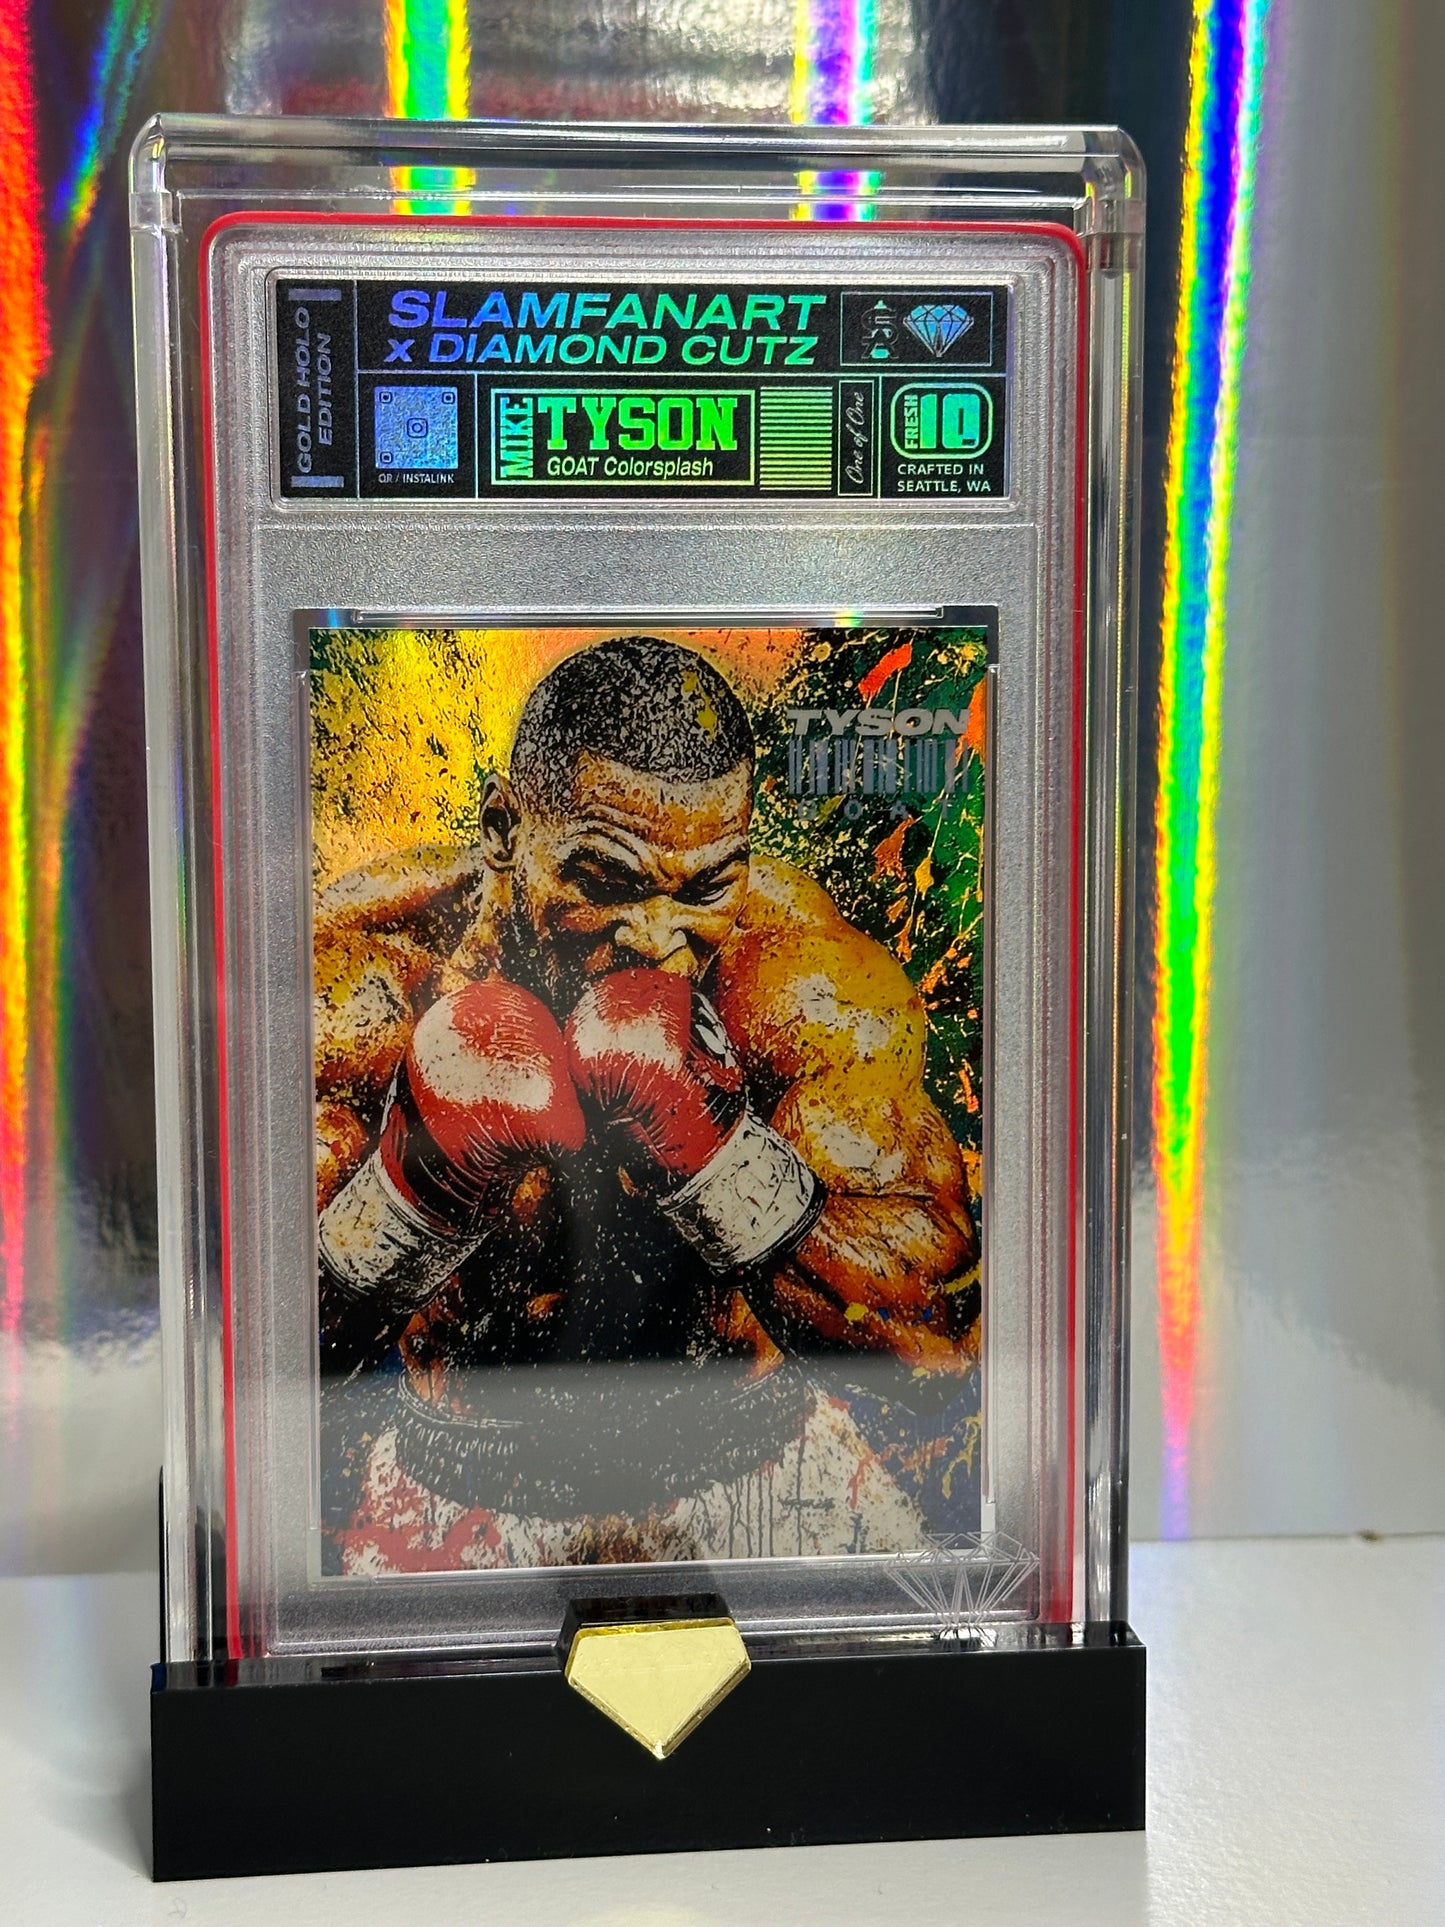 GOLD HOLO
EDITION
SLAMFANART
x DIAMOND CUTZ
QR / INSTALINK
MIKE
TYSON
GOAT Colorsplash
One of One
FRESH
10
CRAFTED IN
SEATTLE, WA
TYSON
GOAT